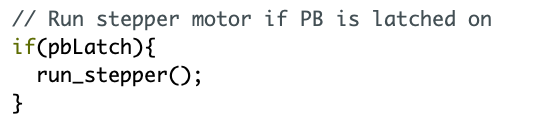 // Run stepper motor if PB is latched on
if(pbLatch){
  run_stepper();
}